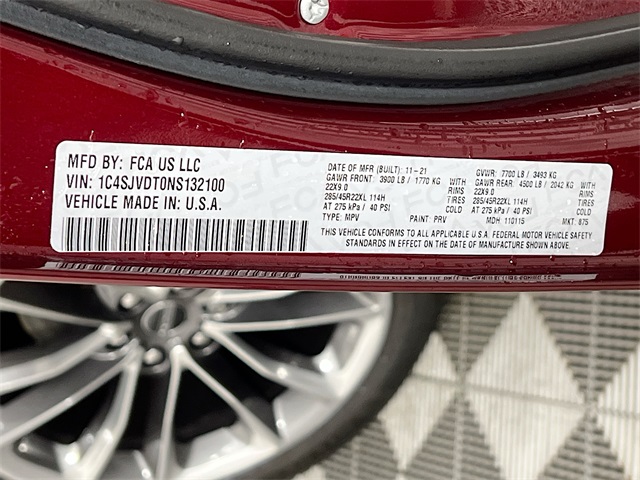 MFD BY: FCA US LLC
VIN: 1C4SJVDT0NS132100
VEHICLE MADE IN: U.S.A.
DATE OF MFR (BUILT): 11-21
GAWR FRONT: 3900 LB / 1770 KG
22X9.0 RIMS
285/45R22XL 114H TIRES
AT 275 kPa / 40 PSI COLD
TYPE: MPV PAINT: PRV
GVWR: 7700 LB / 3493 KG
GAWR REAR: 4500 LB / 2042 KG
22X9.0 RIMS
285/45R22XL 114H TIRES
AT 275 kPa / 40 PSI COLD
MDH: 110115 MKT: 875
THIS VEHICLE CONFORMS TO ALL APPLICABLE U.S.A. FEDERAL MOTOR VEHICLE SAFETY
STANDARDS IN EFFECT ON THE DATE OF MANUFACTURE SHOWN ABOVE.